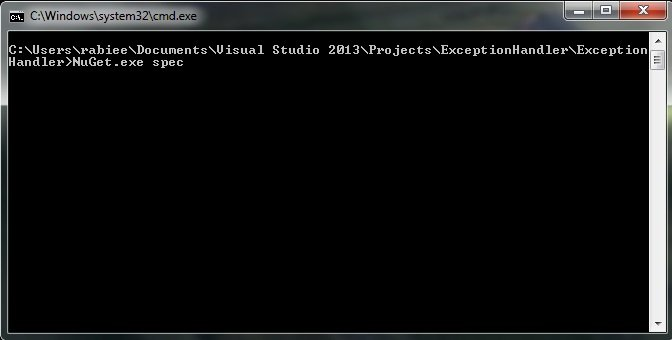 C:\Windows\system32\cmd.exe
C:\Users\rabiee\Documents\Visual Studio 2013\Projects\ExceptionHandler\Exception
Handler>NuGet.exe spec